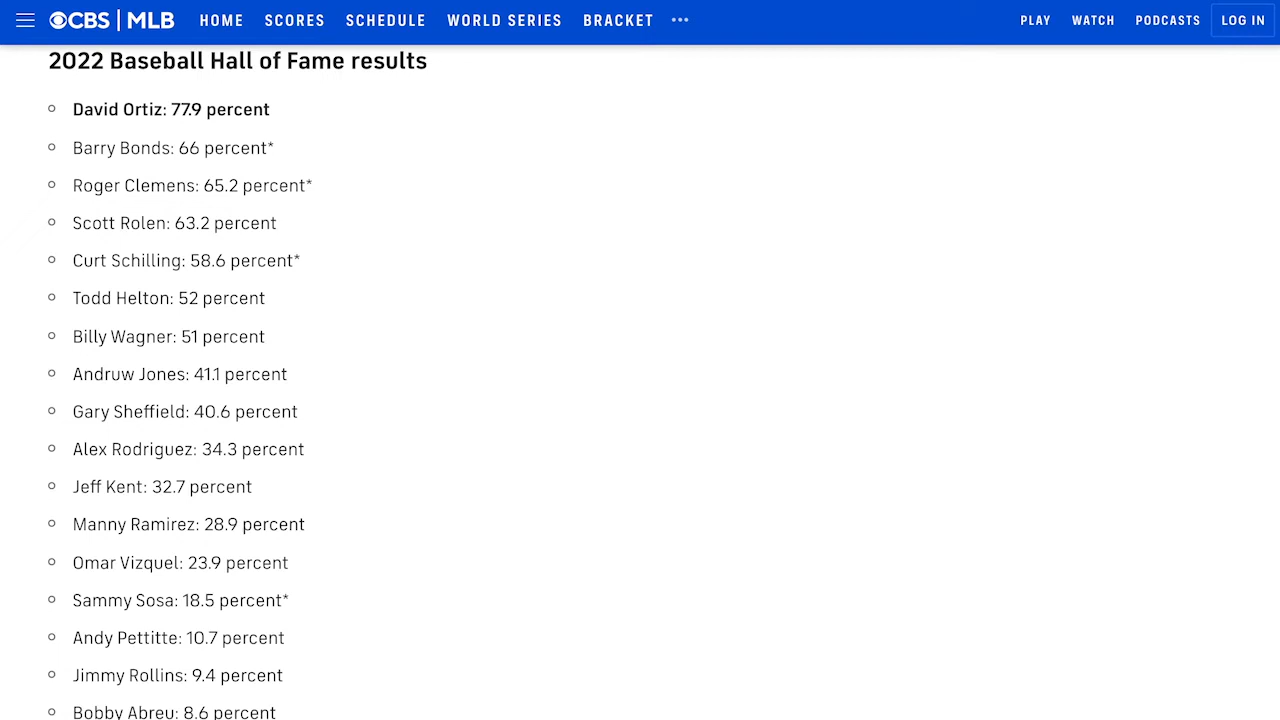 CBS | MLB HOME SCORES SCHEDULE WORLD SERIES BRACKET ••• PLAY WATCH PODCASTS LOG IN
2022 Baseball Hall of Fame results
David Ortiz: 77.9 percent
Barry Bonds: 66 percent*
Roger Clemens: 65.2 percent*
Scott Rolen: 63.2 percent
Curt Schilling: 58.6 percent*
Todd Helton: 52 percent
Billy Wagner: 51 percent
Andruw Jones: 41.1 percent
Gary Sheffield: 40.6 percent
Alex Rodriguez: 34.3 percent
Jeff Kent: 32.7 percent
Manny Ramirez: 28.9 percent
Omar Vizquel: 23.9 percent
Sammy Sosa: 18.5 percent*
Andy Pettitte: 10.7 percent
Jimmy Rollins: 9.4 percent
Bobby Abreu: 8.6 percent